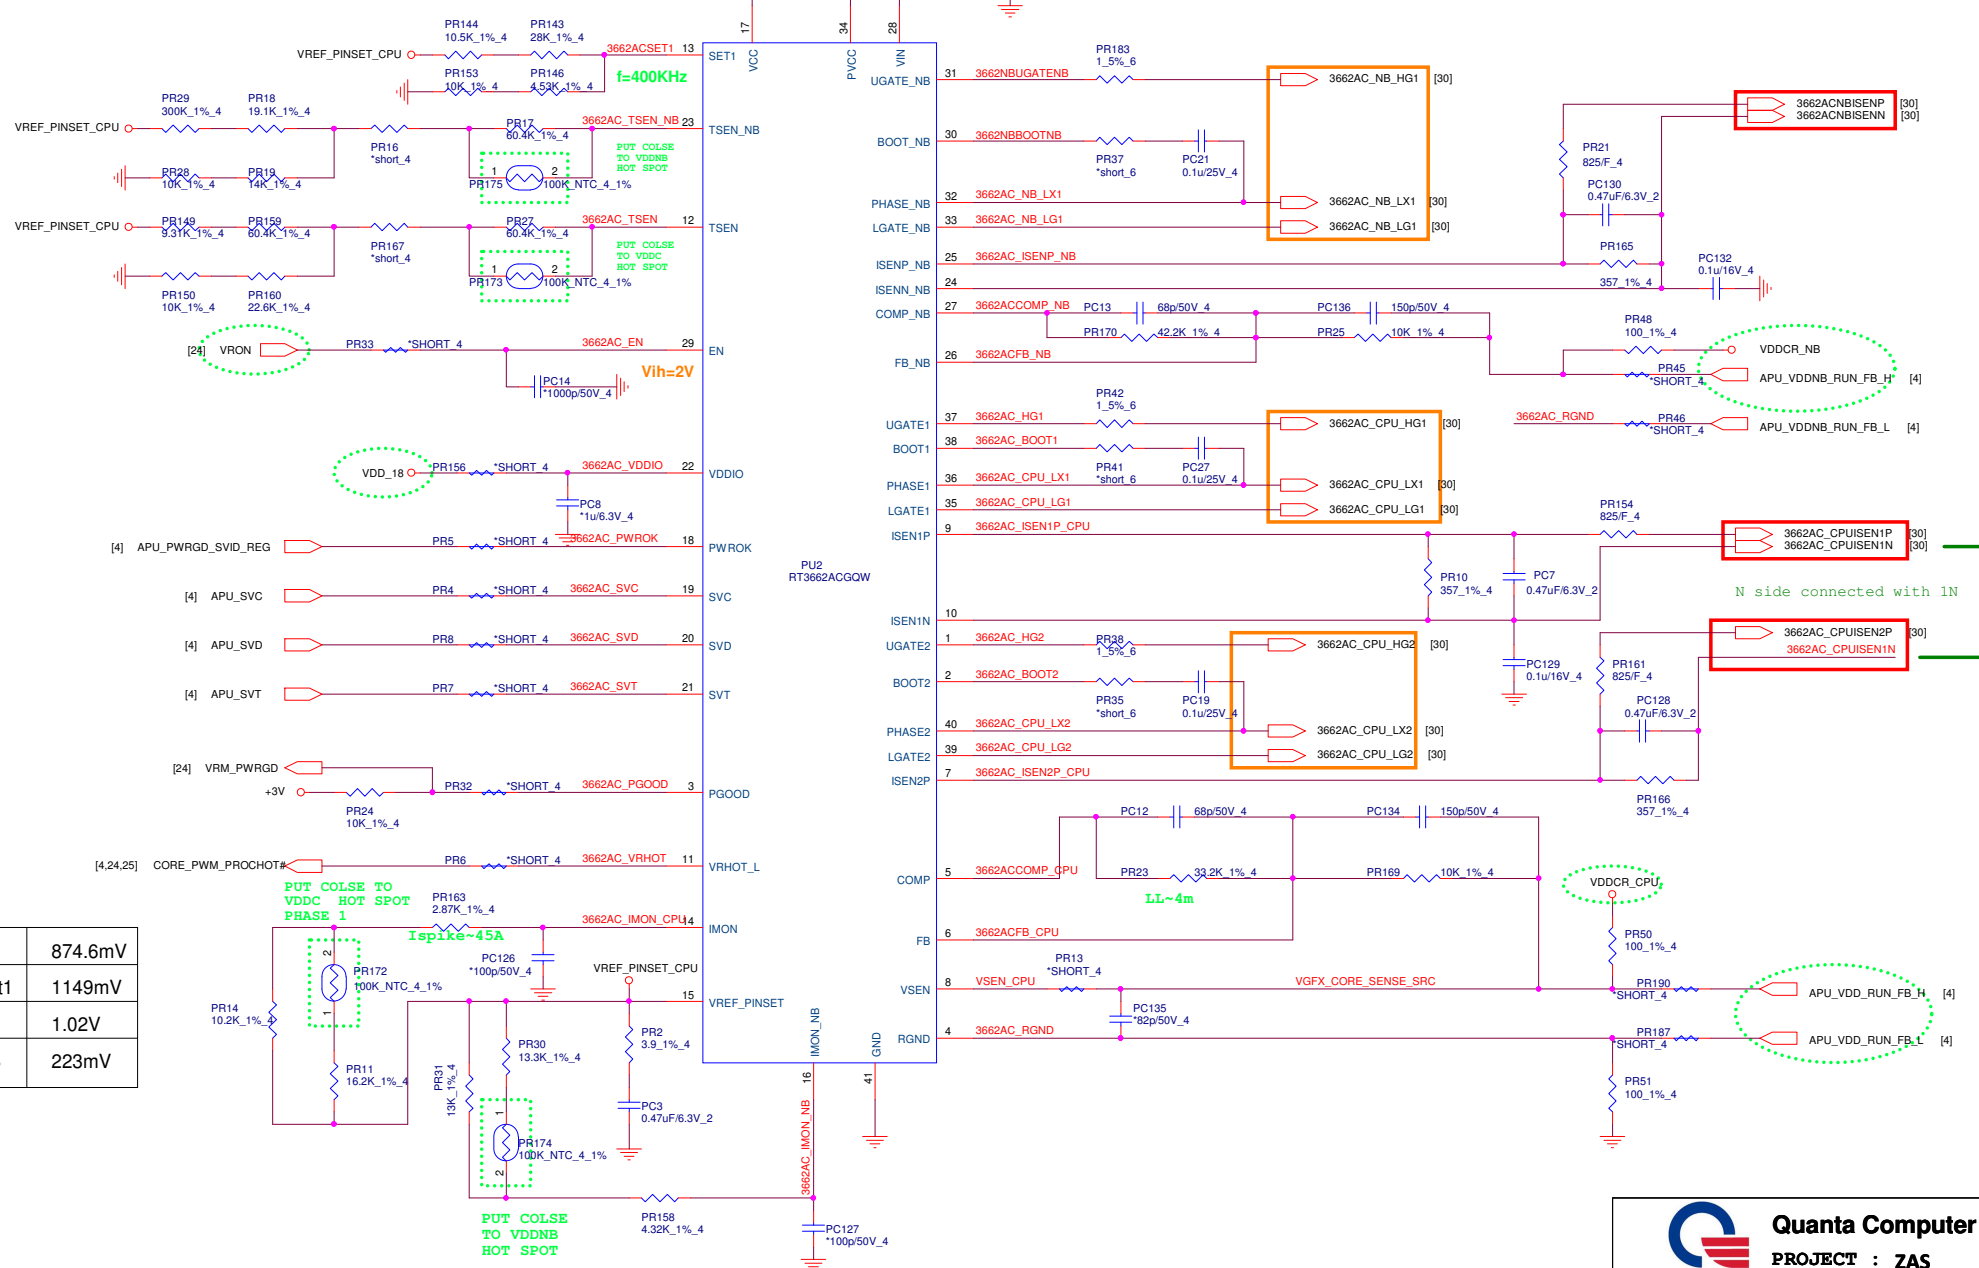 PR144
10.5K_1%_4
PR143
28K_1%_4
VREF_PINSET_CPU
3662ACSET1
13
SET1
f=400KHz
PR153
10K_1%_4
PR146
4.53K_1%_4
PR29
300K_1%_4
PR18
19.1K_1%_4
VREF_PINSET_CPU
PR16
*short_4
PR17
60.4K_1%_4
3662AC_TSEN_NB
23
TSEN_NB
PR28
10K_1%_4
PR19
14K_1%_4
1
2
PR175
100K_NTC_4_1%
PUT COLSE
TO VDDNB
HOT SPOT
VREF_PINSET_CPU
PR149
9.31K_1%_4
PR159
60.4K_1%_4
PR167
*short_4
PR27
60.4K_1%_4
3662AC_TSEN
12
TSEN
PR150
10K_1%_4
PR160
22.6K_1%_4
1
2
PR173
100K_NTC_4_1%
PUT COLSE
TO VDDC
HOT SPOT
[24]
VRON
PR33
*SHORT_4
3662AC_EN
29
EN
Vih=2V
PC14
*1000p/50V_4
VDD_18
PR156
*SHORT_4
3662AC_VDDIO
22
VDDIO
PC8
*1u/6.3V_4
[4]
APU_PWRGD_SVID_REG
PR5
*SHORT_4
3662AC_PWROK
18
PWROK
[4]
APU_SVC
PR4
*SHORT_4
3662AC_SVC
19
SVC
[4]
APU_SVD
PR8
*SHORT_4
3662AC_SVD
20
SVD
[4]
APU_SVT
PR7
*SHORT_4
3662AC_SVT
21
SVT
[24]
VRM_PWRGD
+3V
PR24
10K_1%_4
PR32
*SHORT_4
3662AC_PGOOD
3
PGOOD
[4,24,25]
CORE_PWM_PROCHOT#
PR6
*SHORT_4
3662AC_VRHOT
11
VRHOT_L
PUT COLSE TO
VDDC HOT SPOT
PHASE 1
PR163
2.87K_1%_4
Ispike~45A
3662AC_IMON_CPU
14
IMON
PC126
*100p/50V_4
2
PR172
100K_NTC_4_1%
1
PR14
10.2K_1%_4
PR11
16.2K_1%_4
VREF_PINSET_CPU
15
VREF_PINSET
PR2
3.9_1%_4
PR30
13.3K_1%_4
PR31
13K_1%_4
PC3
0.47uF/6.3V_2
1
PR174
100K_NTC_4_1%
2
PUT COLSE
TO VDDNB
HOT SPOT
PR158
4.32K_1%_4
3662AC_IMON_NB
16
IMON_NB
PC127
*100p/50V_4
41
GND
874.6mV
1149mV
1.02V
223mV
17
VCC
34
PVCC
28
VIN
PU2
RT3662ACGQW
UGATE_NB
31
3662NBUGATENB
PR183
1_5%_6
3662AC_NB_HG1
[30]
BOOT_NB
30
3662NBBOOTNB
PR37
*short_6
PC21
0.1u/25V_4
PHASE_NB
32
3662AC_NB_LX1
3662AC_NB_LX1
[30]
LGATE_NB
33
3662AC_NB_LG1
3662AC_NB_LG1
[30]
ISENP_NB
25
3662AC_ISENP_NB
ISENN_NB
24
3662ACNBISENP
[30]
3662ACNBISENN
[30]
PR21
825/F_4
PC130
0.47uF/6.3V_2
PR165
357_1%_4
PC132
0.1u/16V_4
COMP_NB
27
3662ACCOMP_NB
PC13
68p/50V_4
PC136
150p/50V_4
PR170
42.2K_1%_4
PR25
10K_1%_4
FB_NB
26
3662ACFB_NB
PR48
100_1%_4
VDDCR_NB
PR45
*SHORT_4
APU_VDDNB_RUN_FB_H
[4]
3662AC_RGND
PR46
*SHORT_4
APU_VDDNB_RUN_FB_L
[4]
UGATE1
37
3662AC_HG1
PR42
1_5%_6
3662AC_CPU_HG1
[30]
BOOT1
38
3662AC_BOOT1
PR41
*short_6
PC27
0.1u/25V_4
PHASE1
36
3662AC_CPU_LX1
3662AC_CPU_LX1
[30]
LGATE1
35
3662AC_CPU_LG1
3662AC_CPU_LG1
[30]
ISEN1P
9
3662AC_ISEN1P_CPU
PR154
825/F_4
3662AC_CPUISEN1P
[30]
3662AC_CPUISEN1N
[30]
PR10
357_1%_4
PC7
0.47uF/6.3V_2
N side connected with 1N
ISEN1N
10
UGATE2
1
3662AC_HG2
PR38
1_5%_6
3662AC_CPU_HG2
[30]
BOOT2
2
3662AC_BOOT2
PR35
*short_6
PC19
0.1u/25V_4
PHASE2
40
3662AC_CPU_LX2
3662AC_CPU_LX2
[30]
LGATE2
39
3662AC_CPU_LG2
3662AC_CPU_LG2
[30]
ISEN2P
7
3662AC_ISEN2P_CPU
PC129
0.1u/16V_4
3662AC_CPUISEN2P
[30]
3662AC_CPUISEN1N
PR161
825/F_4
PC128
0.47uF/6.3V_2
PR166
357_1%_4
COMP
5
3662ACCOMP_CPU
PC12
68p/50V_4
PC134
150p/50V_4
PR23
33.2K_1%_4
PR169
10K_1%_4
LL~4m
FB
6
3662ACFB_CPU
VDDCR_CPU
PR50
100_1%_4
VSEN
8
VSEN_CPU
PR13
*SHORT_4
VGFX_CORE_SENSE_SRC
PR190
*SHORT_4
APU_VDD_RUN_FB_H
[4]
PC135
*82p/50V_4
RGND
4
3662AC_RGND
PR187
*SHORT_4
APU_VDD_RUN_FB_L
[4]
PR51
100_1%_4
Quanta Computer
PROJECT : ZAS